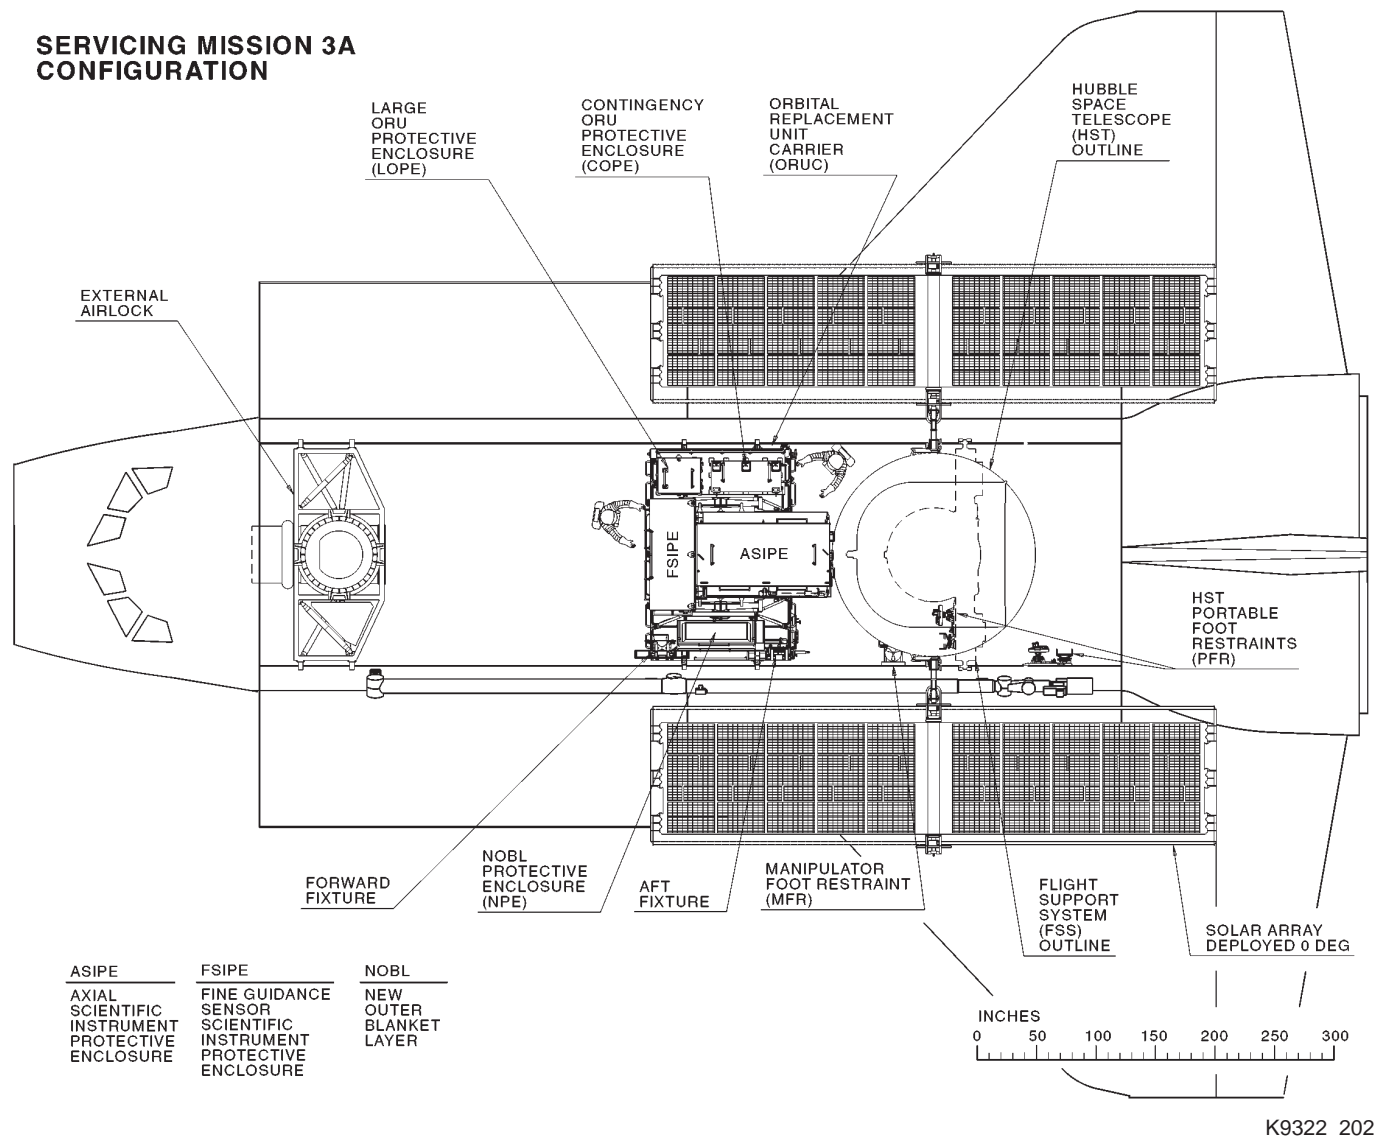 SERVICING MISSION 3A
CONFIGURATION
LARGE
ORU
PROTECTIVE
ENCLOSURE
(LOPE)
CONTINGENCY
ORU
PROTECTIVE
ENCLOSURE
(COPE)
ORBITAL
REPLACEMENT
UNIT
CARRIER
(ORUC)
HUBBLE
SPACE
TELESCOPE
(HST)
OUTLINE
EXTERNAL
AIRLOCK
FSIPE
ASIPE
HST
PORTABLE
FOOT
RESTRAINTS
(PFR)
FORWARD
FIXTURE
NOBL
PROTECTIVE
ENCLOSURE
(NPE)
AFT
FIXTURE
MANIPULATOR
FOOT RESTRAINT
(MFR)
FLIGHT
SUPPORT
SYSTEM
(FSS)
OUTLINE
SOLAR ARRAY
DEPLOYED 0 DEG
ASIPE
AXIAL
SCIENTIFIC
INSTRUMENT
PROTECTIVE
ENCLOSURE
FSIPE
FINE GUIDANCE
SENSOR
SCIENTIFIC
INSTRUMENT
PROTECTIVE
ENCLOSURE
NOBL
NEW
OUTER
BLANKET
LAYER
INCHES
0 50 100 150 200 250 300
K9322 202